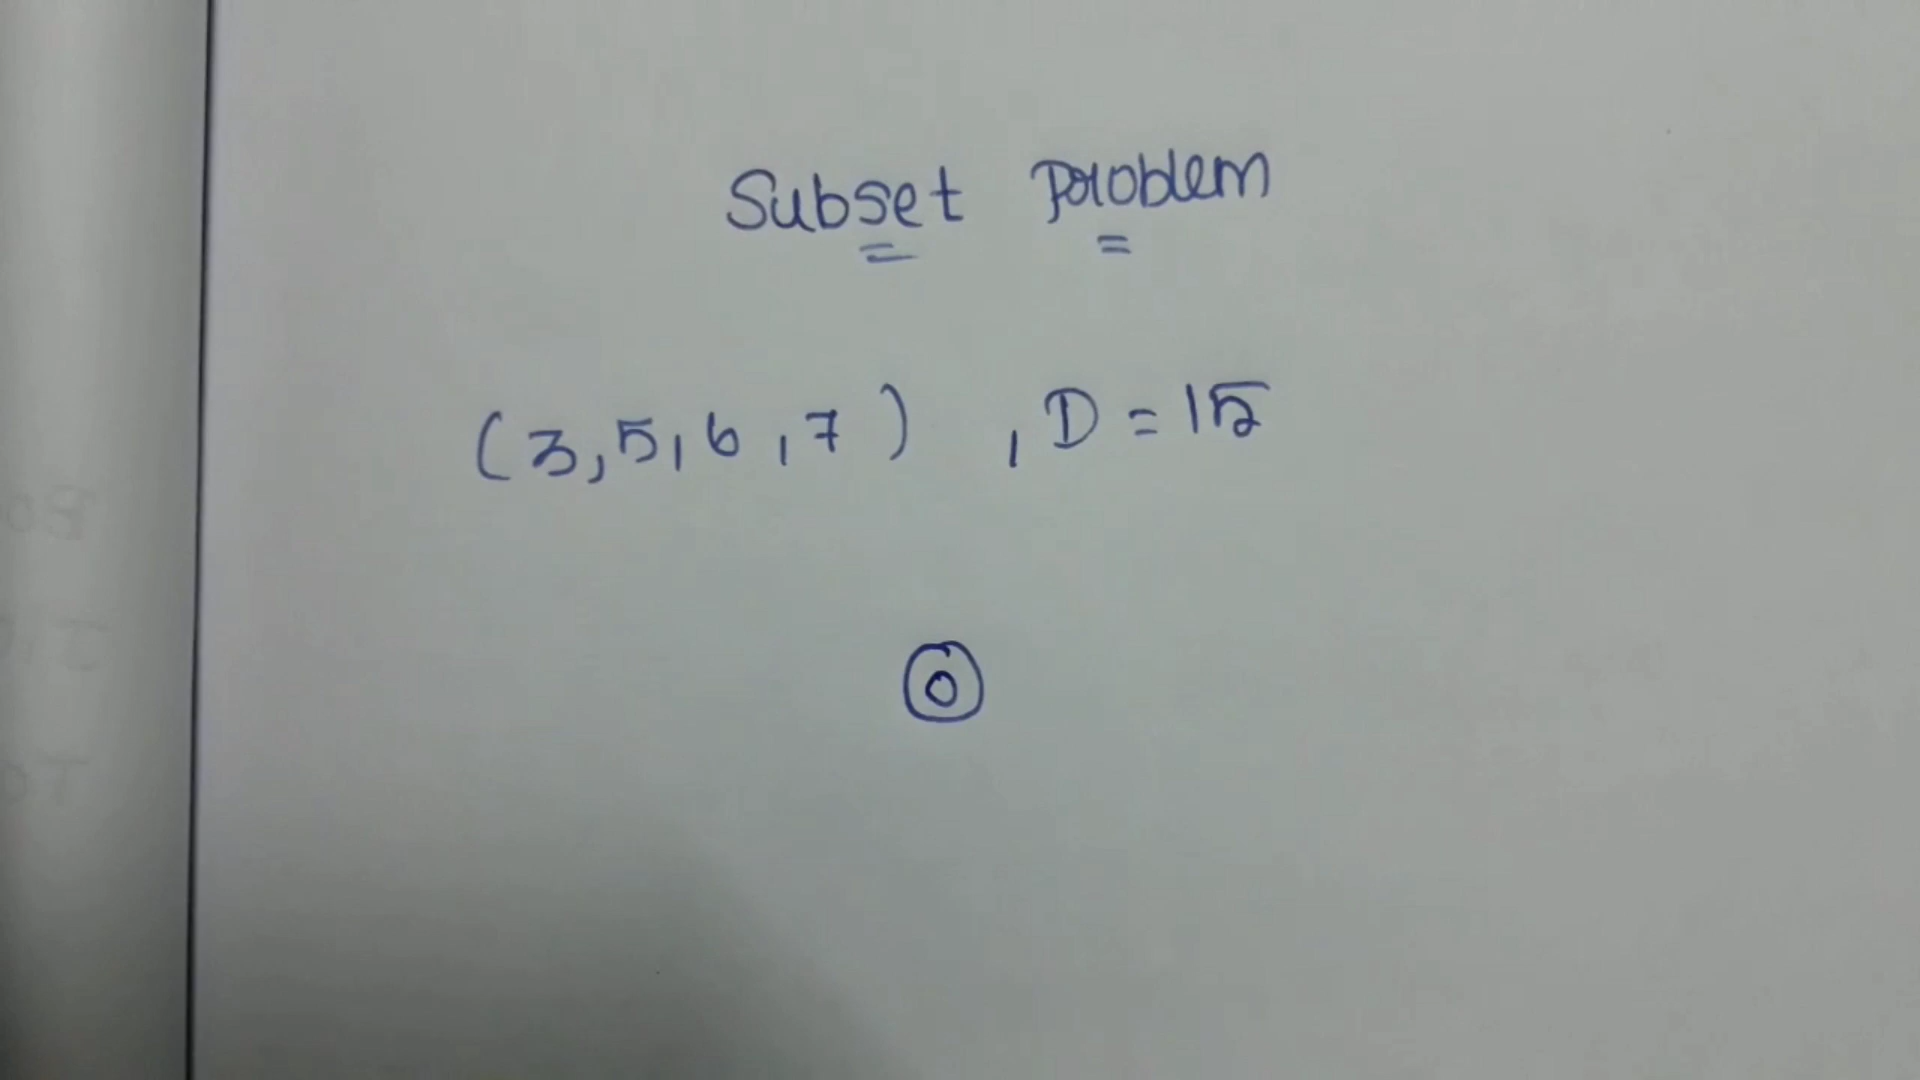 Subset Problem
(3,5,6,7) , D=15
0